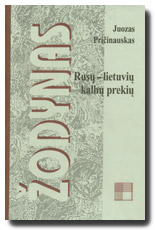 Juozas
Pričinauskas
Rusų – lietuvių
kalbų prekių
ŽODYNAS